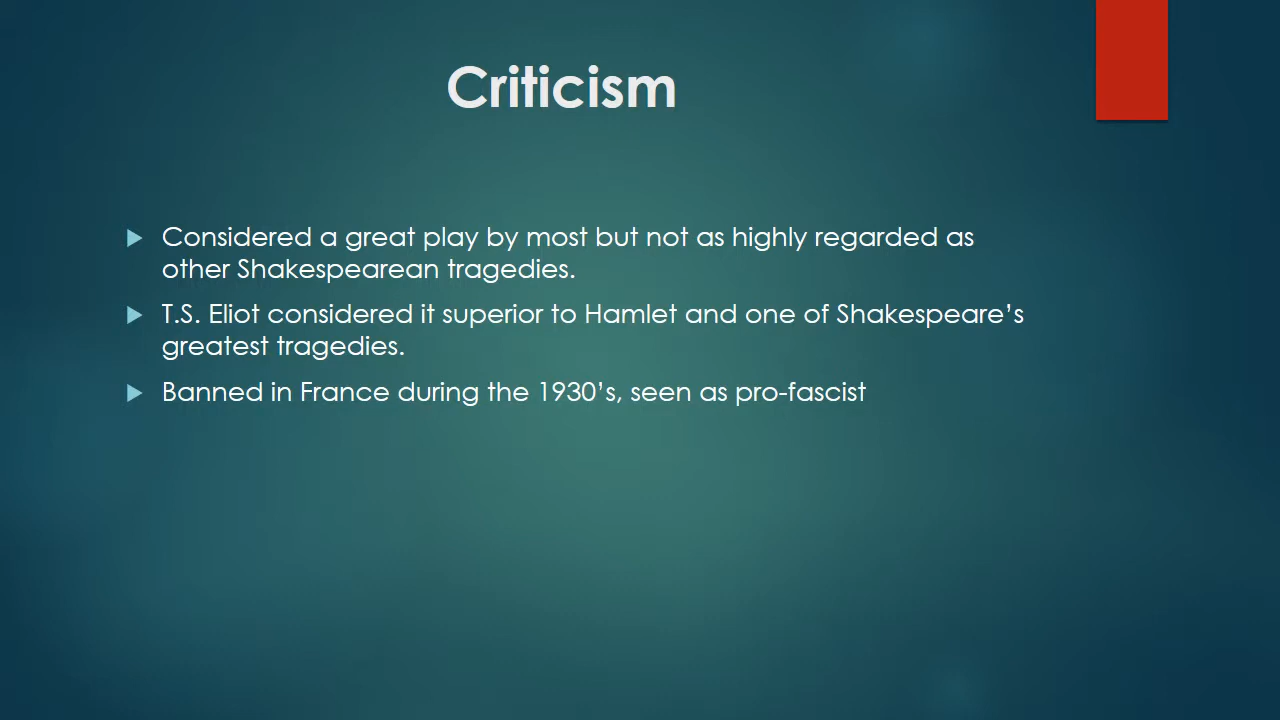 Criticism
Considered a great play by most but not as highly regarded as
other Shakespearean tragedies.
T.S. Eliot considered it superior to Hamlet and one of Shakespeare’s
greatest tragedies.
Banned in France during the 1930’s, seen as pro-fascist